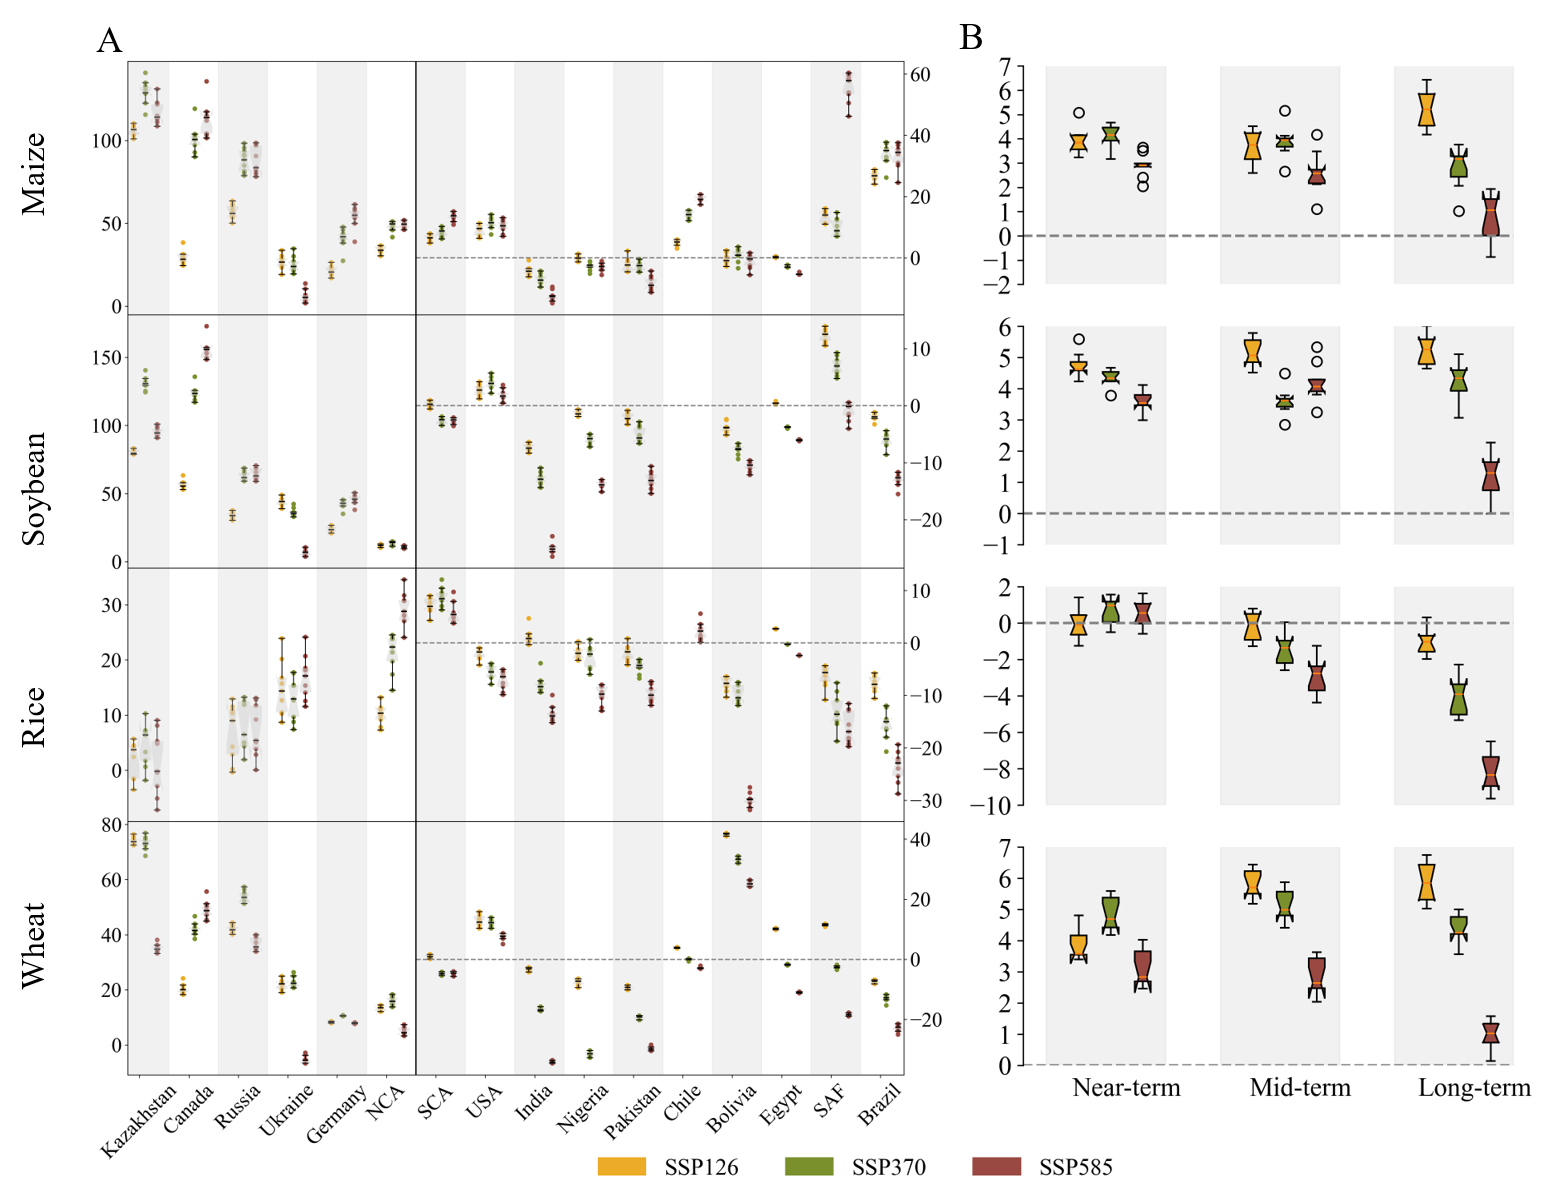 A
B
Maize
100
50
0
60
40
20
0
7
6
5
4
3
2
1
0
−1
−2
Soybean
150
100
50
0
10
0
−10
−20
6
5
4
3
2
1
0
−1
Rice
30
20
10
0
10
0
−10
−20
−30
2
0
−2
−4
−6
−8
−10
Wheat
80
60
40
20
0
40
20
0
−20
7
6
5
4
3
2
1
0
Kazakhstan
Canada
Russia
Ukraine
Germany
NCA
SCA
USA
India
Nigeria
Pakistan
Chile
Bolivia
Egypt
SAF
Brazil
Near-term
Mid-term
Long-term
SSP126
SSP370
SSP585